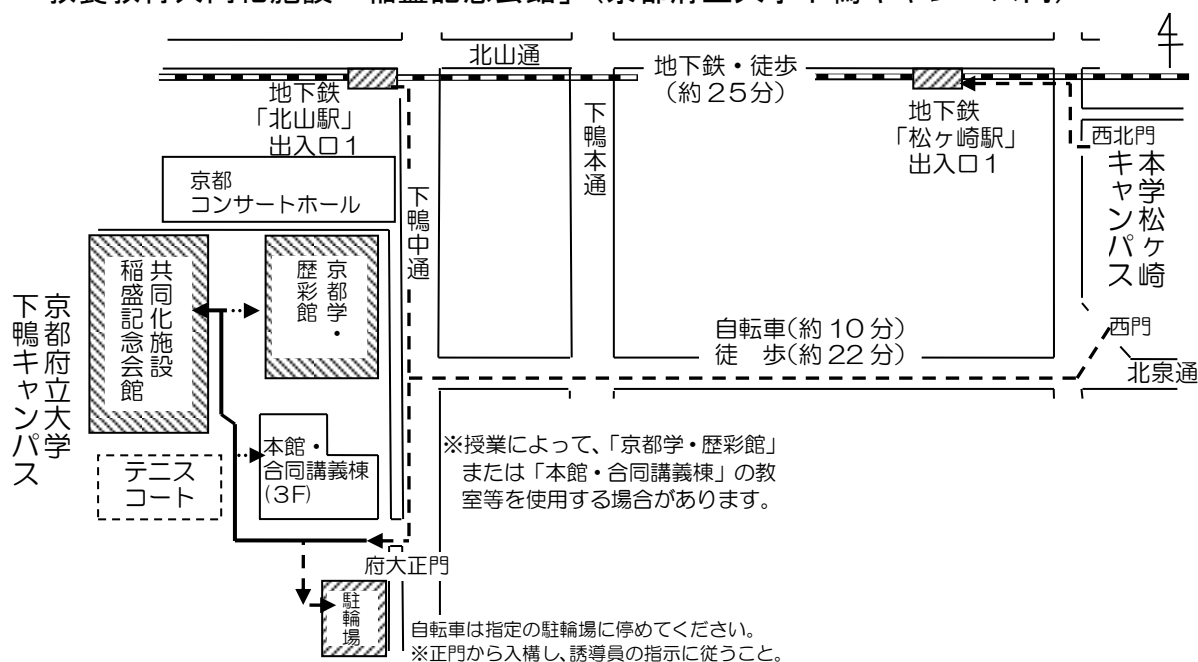 「稲盛記念会館」(京都府立大学下鴨キャンパス内)
北山通
地下鉄・徒歩
(約25分)
地下鉄
「北山駅」
出入口1
下鴨本通
地下鉄
「松ヶ崎駅」
出入口1
西北門
本学松ヶ崎
キャンパス
京都
コンサートホール
下鴨中通
共同化施設
稲盛記念会館
京都学・
歴彩館
京都府立大学
下鴨キャンパス
自転車(約10分)
徒 歩(約22分)
西門
北泉通
本館・
合同講義棟
(3F)
テニス
コート
※授業によって、「京都学・歴彩館」
または「本館・合同講義棟」の教
室等を使用する場合があります。
府大正門
駐輪場
自転車は指定の駐輪場に停めてください。
※正門から入構し、誘導員の指示に従うこと。